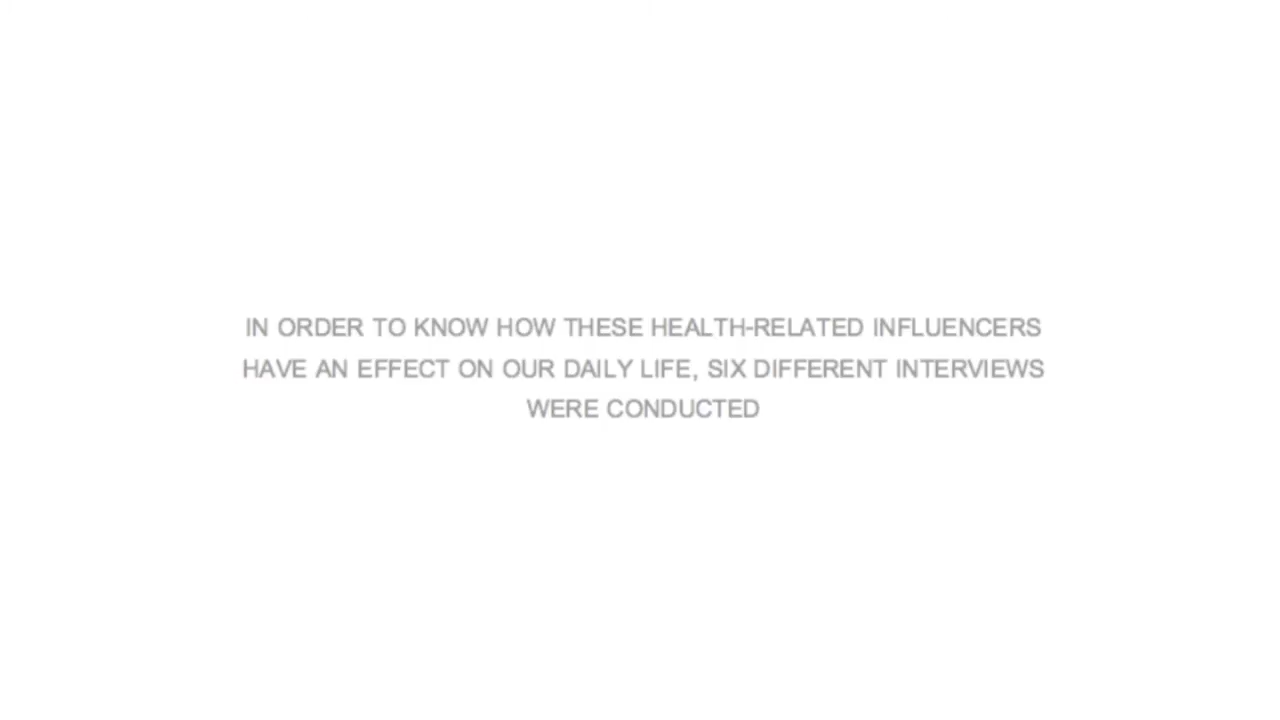 IN ORDER TO KNOW HOW THESE HEALTH-RELATED INFLUENCERS
HAVE AN EFFECT ON OUR DAILY LIFE, SIX DIFFERENT INTERVIEWS
WERE CONDUCTED